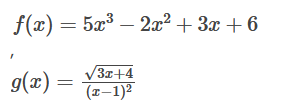 f(x) = 5x³ − 2x² + 3x + 6
,
g(x) = √(3x+4) / (x−1)²